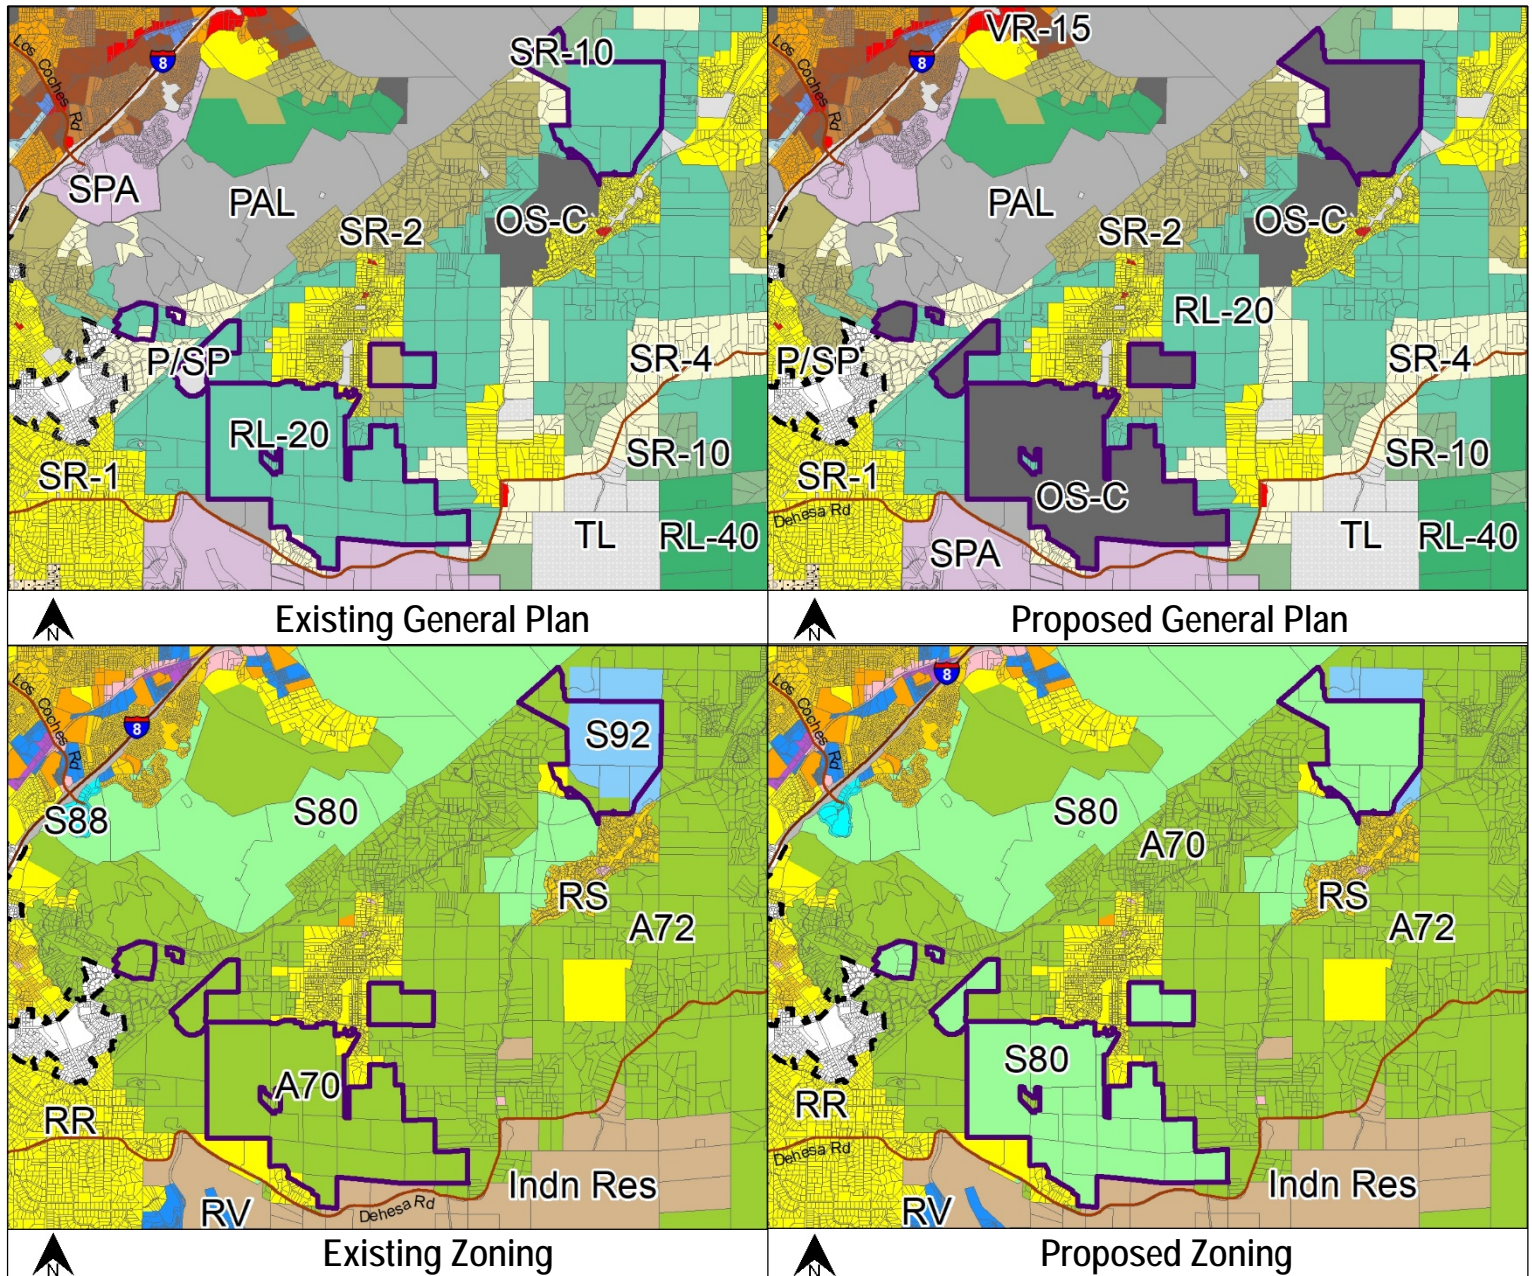 Los
Coches
Rd
8
SR-10
SPA
PAL
SR-2
OS-C
P/SP
SR-4
RL-20
SR-1
SR-10
TL
RL-40
N
Existing General Plan
VR-15
Los
Coches
Rd
8
PAL
SR-2
OS-C
RL-20
P/SP
SR-4
SR-1
SR-10
OS-C
Dehesa Rd
SPA
TL
RL-40
N
Proposed General Plan
Los
Coches
Rd
8
S92
S88
S80
RS
A72
A70
RR
Indn Res
RV
Dehesa Rd
N
Existing Zoning
8
Los
Coches
Rd
S80
A70
RS
A72
S80
RR
Dehesa Rd
Indn Res
RV
N
Proposed Zoning